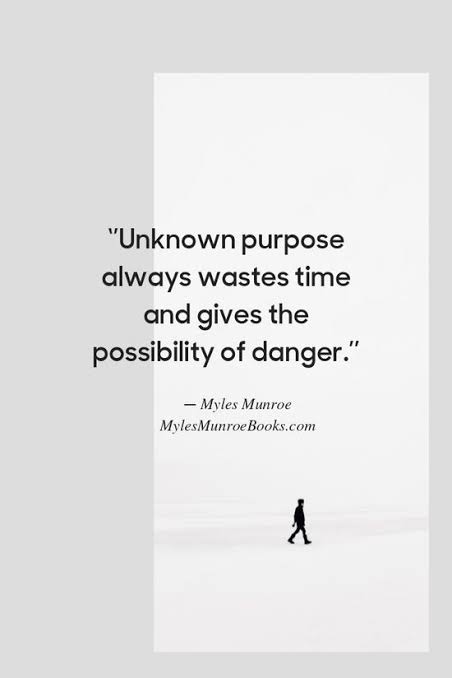 “Unknown purpose
always wastes time
and gives the
possibility of danger.”
— Myles Munroe
MylesMunroeBooks.com